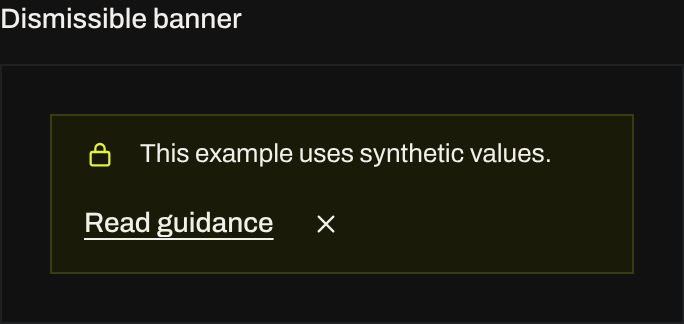 Dismissible banner
This example uses synthetic values.
Read guidance